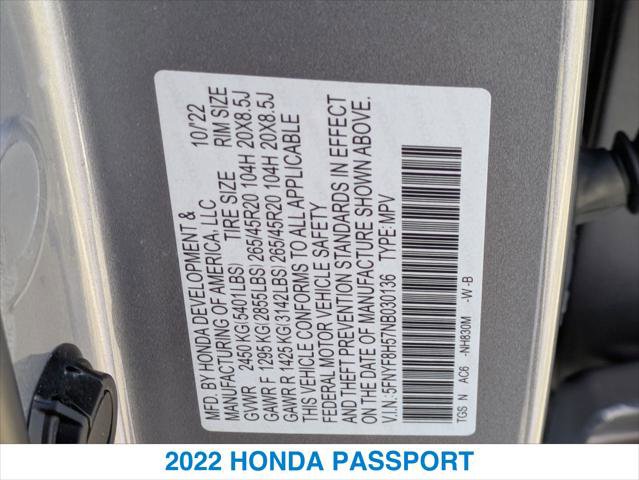 MFD. BY HONDA DEVELOPMENT & 10/22
MANUFACTURING OF AMERICA, LLC
TIRE SIZE RIM SIZE
GVWR 2450 KG(5401LBS)
GAWR F 1295 KG(2855LBS) 265/45R20 104H 20X8.5J
GAWR R 1425 KG(3142LBS) 265/45R20 104H 20X8.5J
THIS VEHICLE CONFORMS TO ALL APPLICABLE
FEDERAL MOTOR VEHICLE SAFETY
AND THEFT PREVENTION STANDARDS IN EFFECT
ON THE DATE OF MANUFACTURE SHOWN ABOVE.
V.I.N.:5FNYF8H57NB030136 TYPE: MPV
TGS N AC6 -NH830M -W -B
2022 HONDA PASSPORT